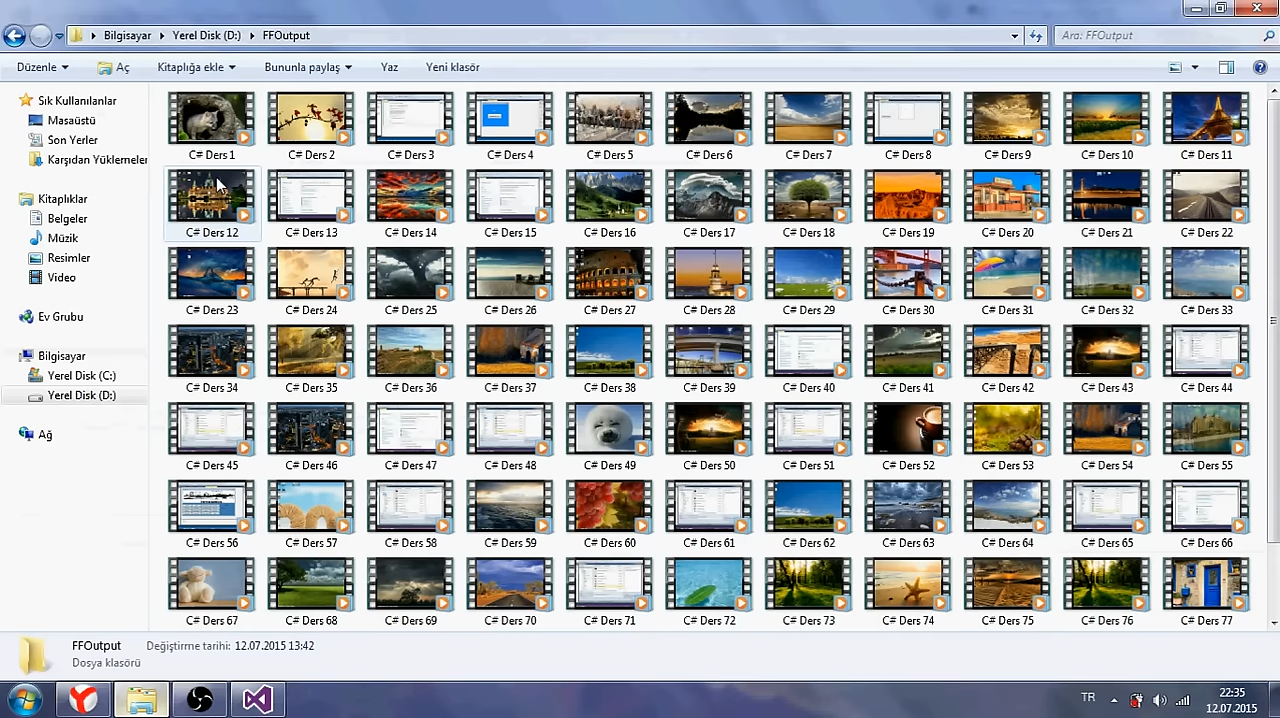 Bilgisayar Yerel Disk (D:) FFOutput
Ara: FFOutput
Düzenle Aç Kitaplığa ekle Bununla paylaş Yaz Yeni klasör
Sık Kullanılanlar
Masaüstü
Son Yerler
Karşıdan Yüklemeler
Kitaplıklar
Belgeler
Müzik
Resimler
Video
Ev Grubu
Bilgisayar
Yerel Disk (C:)
Yerel Disk (D:)
Ağ
C# Ders 1 C# Ders 2 C# Ders 3 C# Ders 4 C# Ders 5 C# Ders 6 C# Ders 7 C# Ders 8 C# Ders 9 C# Ders 10 C# Ders 11
C# Ders 12 C# Ders 13 C# Ders 14 C# Ders 15 C# Ders 16 C# Ders 17 C# Ders 18 C# Ders 19 C# Ders 20 C# Ders 21 C# Ders 22
C# Ders 23 C# Ders 24 C# Ders 25 C# Ders 26 C# Ders 27 C# Ders 28 C# Ders 29 C# Ders 30 C# Ders 31 C# Ders 32 C# Ders 33
C# Ders 34 C# Ders 35 C# Ders 36 C# Ders 37 C# Ders 38 C# Ders 39 C# Ders 40 C# Ders 41 C# Ders 42 C# Ders 43 C# Ders 44
C# Ders 45 C# Ders 46 C# Ders 47 C# Ders 48 C# Ders 49 C# Ders 50 C# Ders 51 C# Ders 52 C# Ders 53 C# Ders 54 C# Ders 55
C# Ders 56 C# Ders 57 C# Ders 58 C# Ders 59 C# Ders 60 C# Ders 61 C# Ders 62 C# Ders 63 C# Ders 64 C# Ders 65 C# Ders 66
C# Ders 67 C# Ders 68 C# Ders 69 C# Ders 70 C# Ders 71 C# Ders 72 C# Ders 73 C# Ders 74 C# Ders 75 C# Ders 76 C# Ders 77
FFOutput Değiştirme tarihi: 12.07.2015 13:42
Dosya klasörü
TR
22:35
12.07.2015